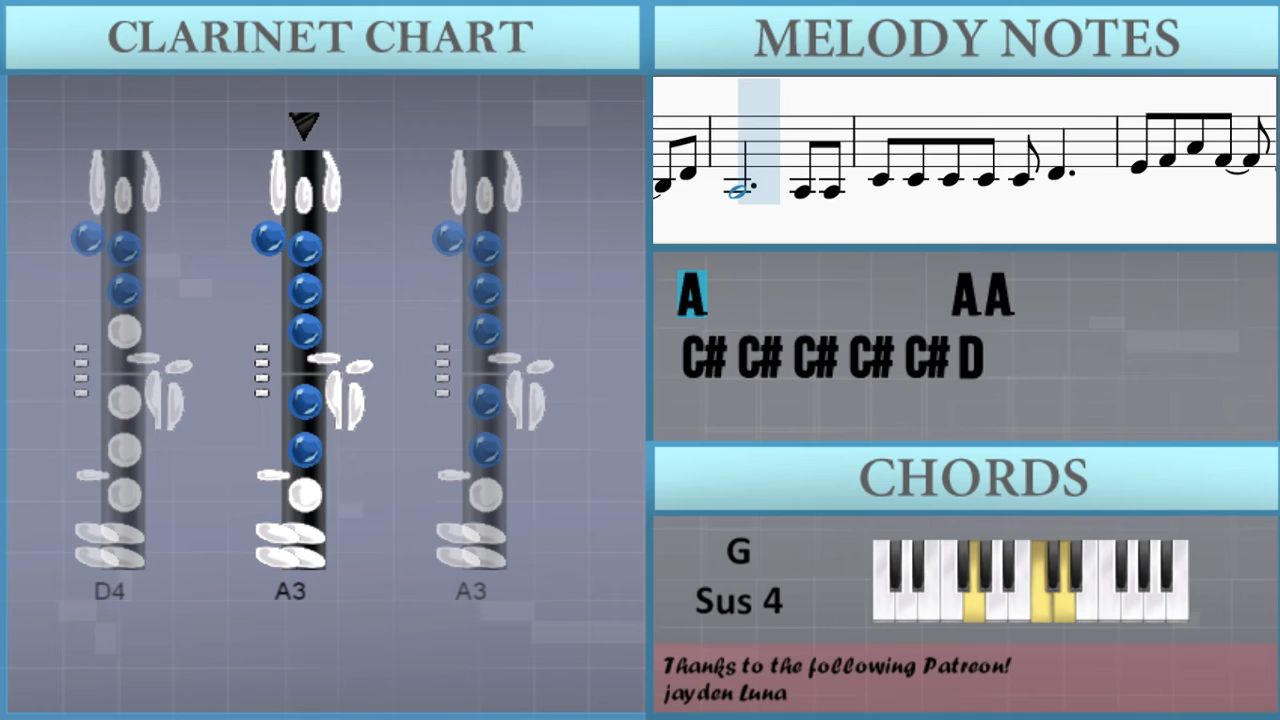 CLARINET CHART
D4
A3
A3
MELODY NOTES
A A A
C# C# C# C# C# D
CHORDS
G
Sus 4
Thanks to the following Patreon!
jayden Luna